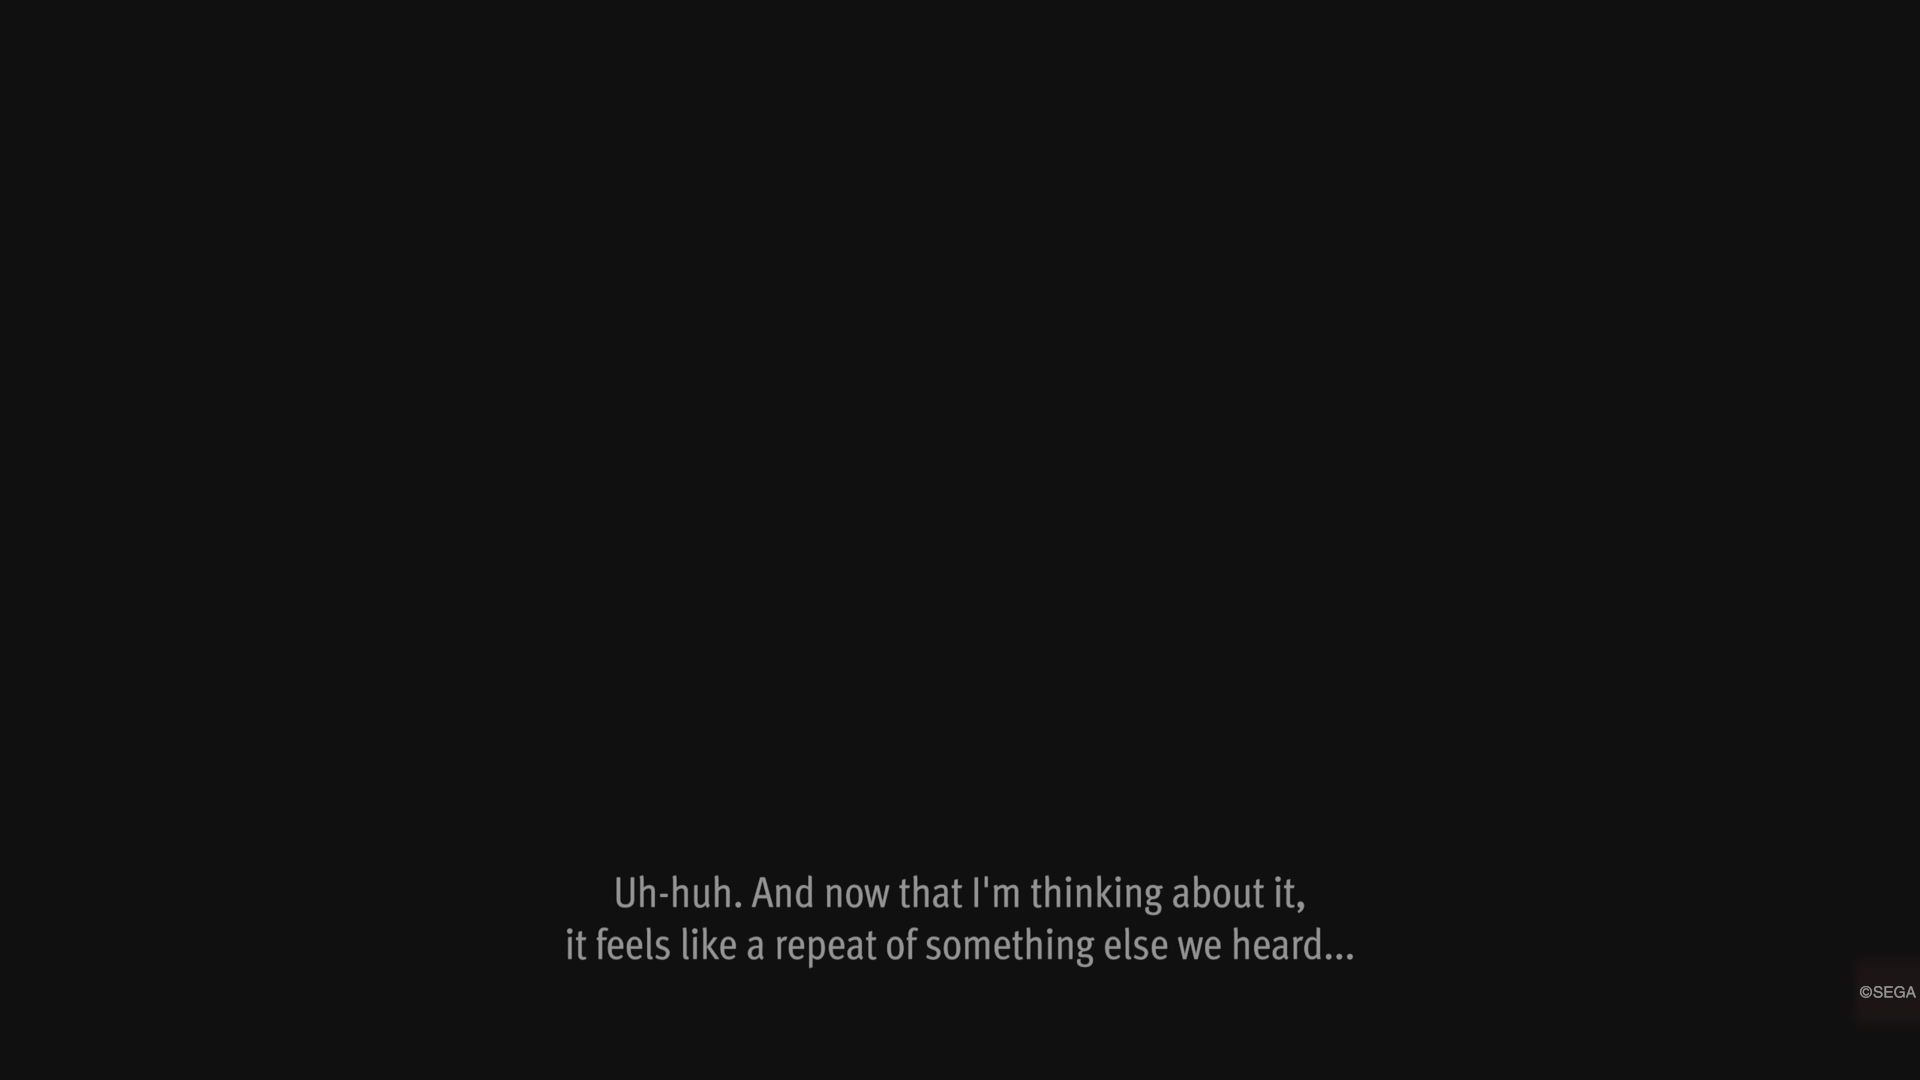 Uh-huh. And now that I'm thinking about it,
it feels like a repeat of something else we heard...
©SEGA